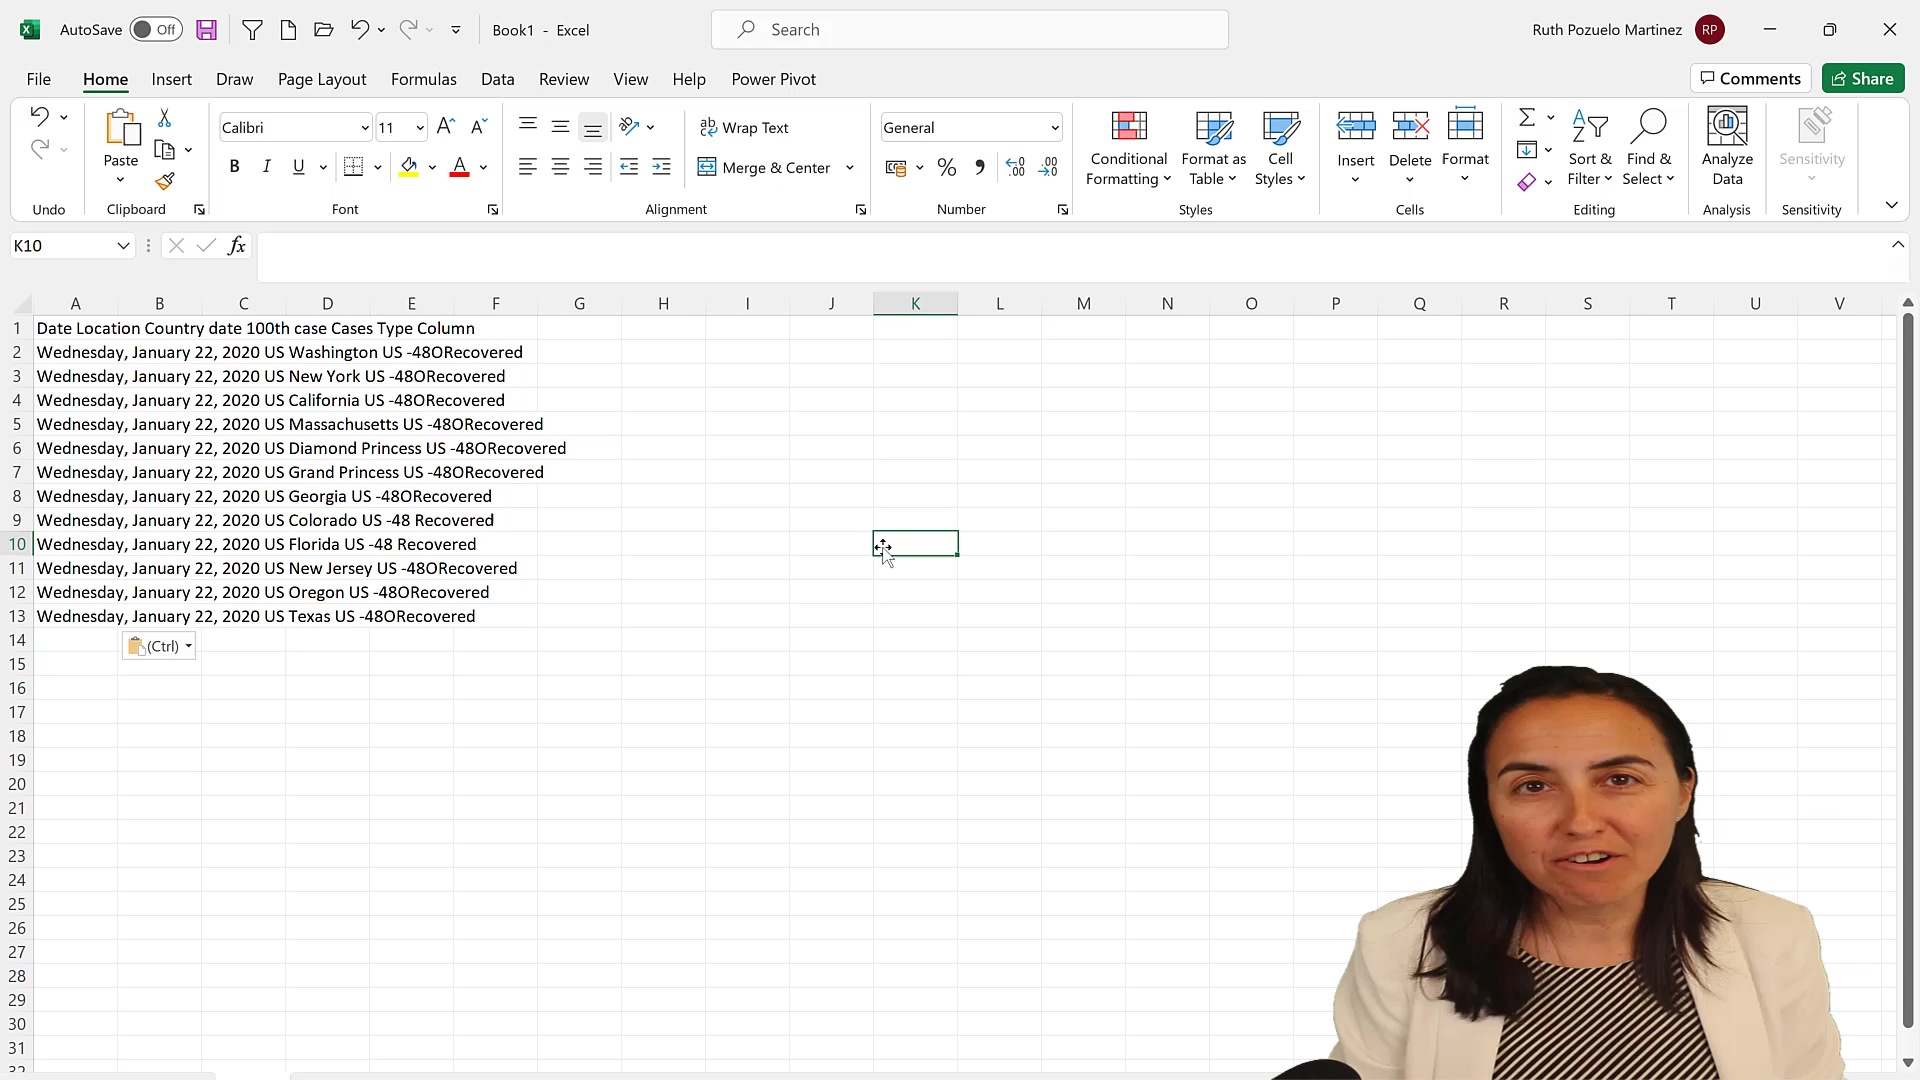 AutoSave Off Book1 - Excel Search Ruth Pozuelo Martinez RP
File Home Insert Draw Page Layout Formulas Data Review View Help Power Pivot Comments Share
Calibri 11 Wrap Text General
Paste B I U A Merge & Center % Conditional Formatting Format as Table Cell Styles Insert Delete Format Sort & Filter Find & Select Analyze Data Sensitivity
Undo Clipboard Font Alignment Number Styles Cells Editing Analysis Sensitivity
K10 fx
A B C D E F G H I J K L M N O P Q R S T U V
1 Date Location Country date 100th case Cases Type Column
2 Wednesday, January 22, 2020 US Washington US -48ORecovered
3 Wednesday, January 22, 2020 US New York US -48ORecovered
4 Wednesday, January 22, 2020 US California US -48ORecovered
5 Wednesday, January 22, 2020 US Massachusetts US -48ORecovered
6 Wednesday, January 22, 2020 US Diamond Princess US -48ORecovered
7 Wednesday, January 22, 2020 US Grand Princess US -48ORecovered
8 Wednesday, January 22, 2020 US Georgia US -48ORecovered
9 Wednesday, January 22, 2020 US Colorado US -48 Recovered
10 Wednesday, January 22, 2020 US Florida US -48 Recovered
11 Wednesday, January 22, 2020 US New Jersey US -48ORecovered
12 Wednesday, January 22, 2020 US Oregon US -48ORecovered
13 Wednesday, January 22, 2020 US Texas US -48ORecovered
14 (Ctrl)
15
16
17
18
19
20
21
22
23
24
25
26
27
28
29
30
31